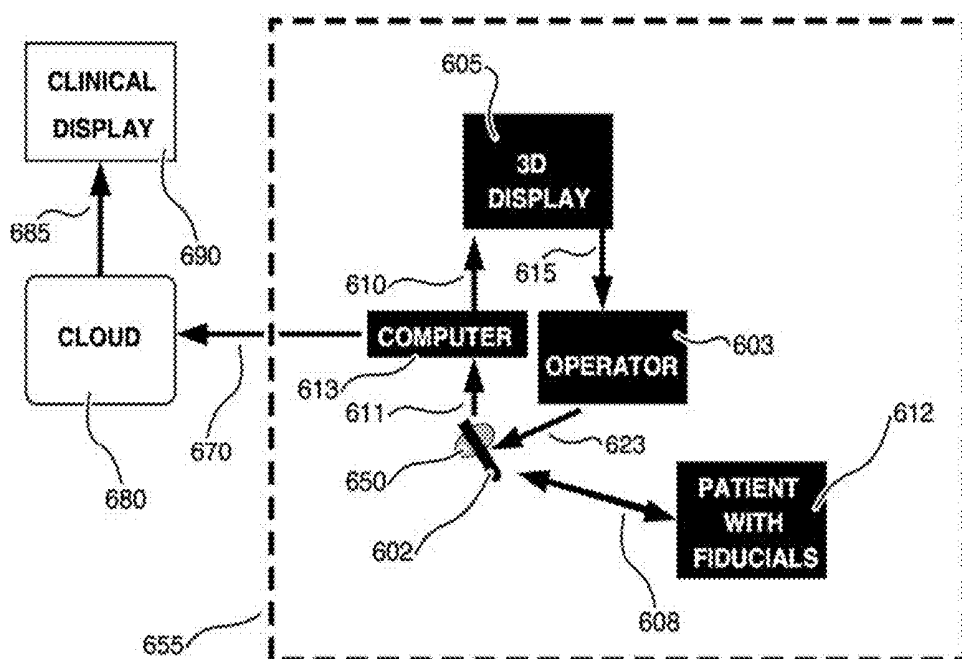 CLINICAL
DISPLAY
605
3D
DISPLAY
685
690
610
615
CLOUD
COMPUTER
OPERATOR
603
613
611
612
670
650
623
680
602
PATIENT
WITH
FIDUCIALS
608
655